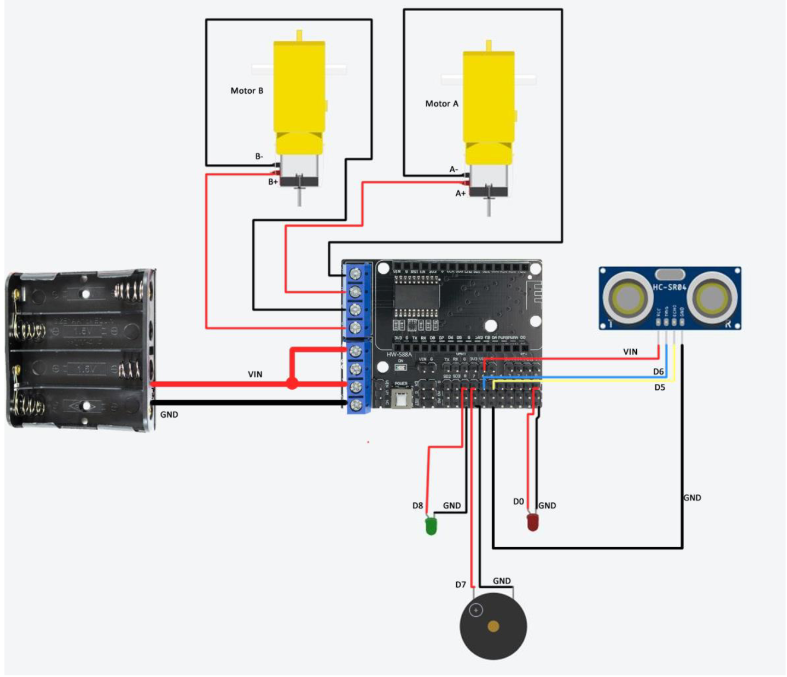 Motor B
Motor A
B-
B+
A-
A+
HC-SR04
T
R
HW-588A
ON
POWER
VIN
GND
VIN
D6
D5
GND
D8
GND
D0
GND
D7
GND